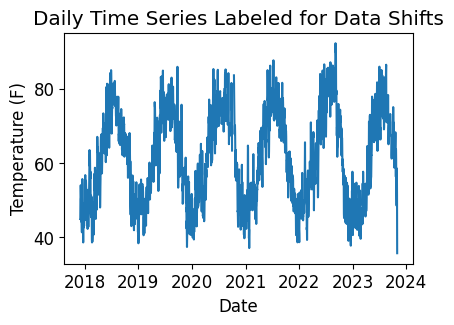 Daily Time Series Labeled for Data Shifts
Temperature (F)
80
60
40
2018 2019 2020 2021 2022 2023 2024
Date